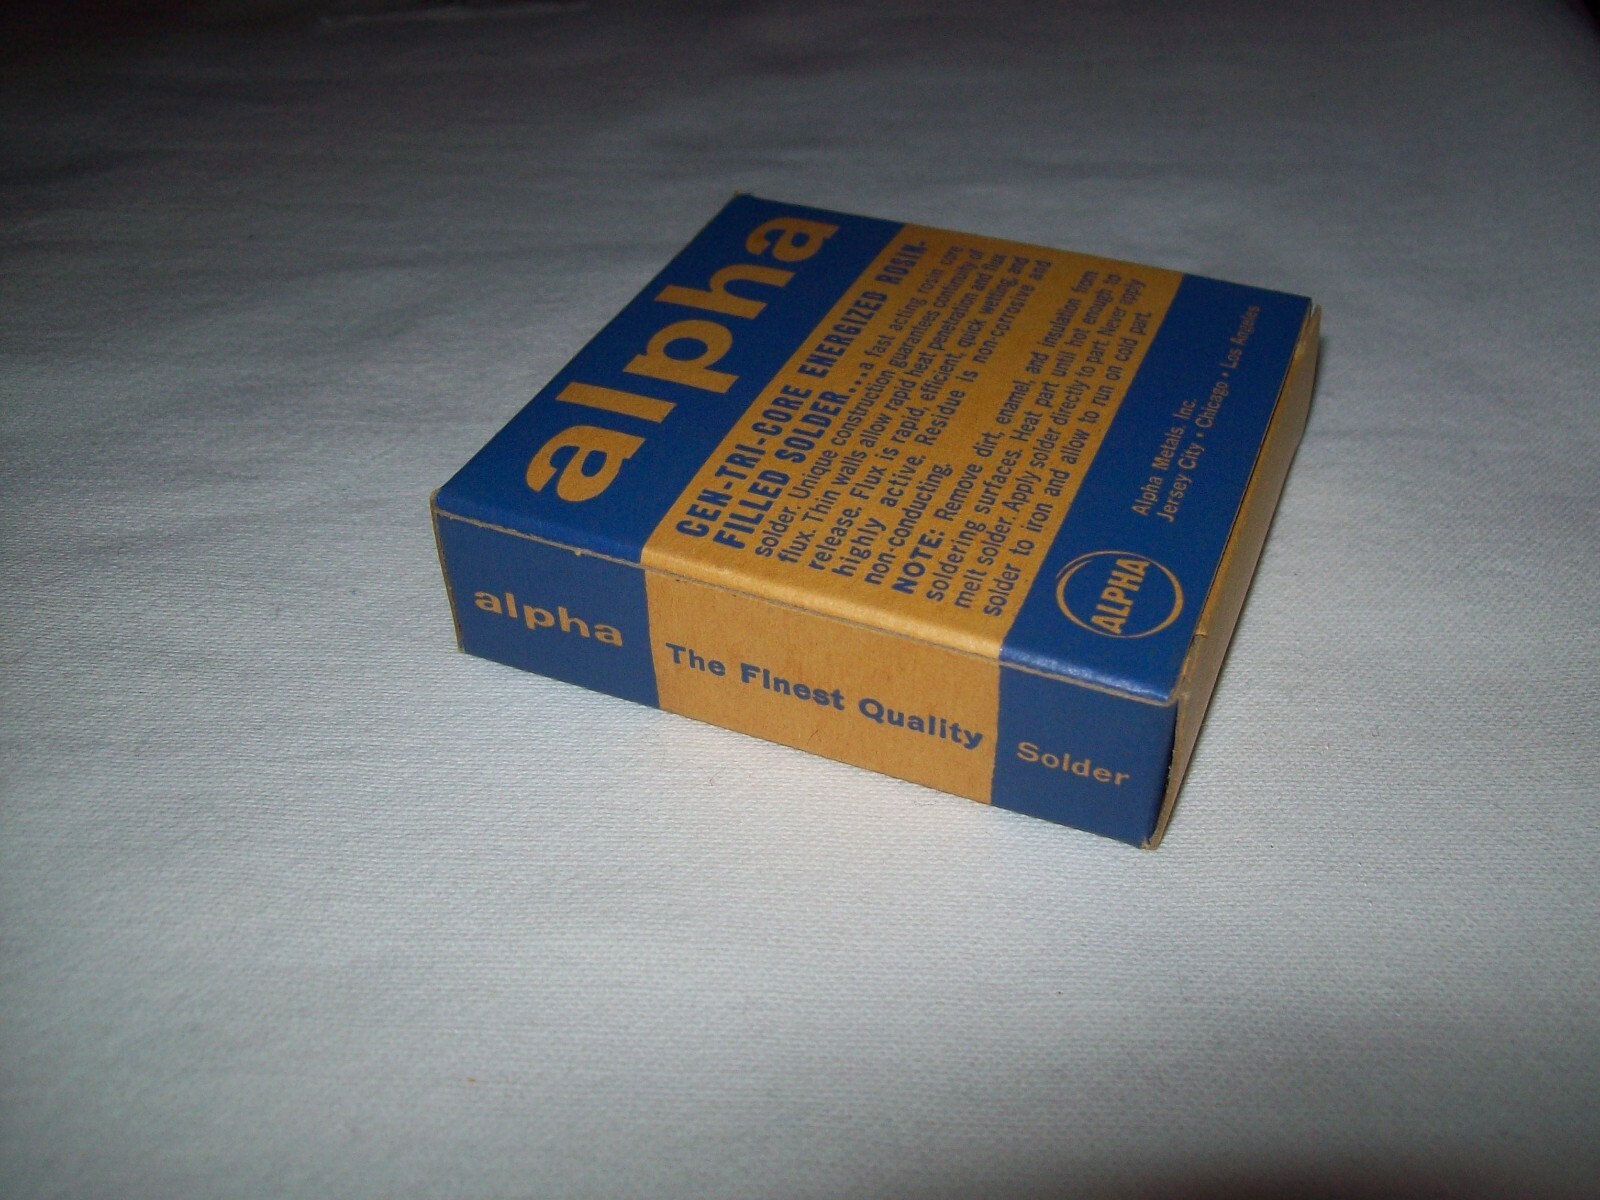 alpha
CEN-TRI-CORE ENERGIZED ROSIN-
FILLED SOLDER...a fast acting rosin core
solder. Unique construction guarantees continuity of
flux. Thin walls allow rapid heat penetration and flux
release. Flux is rapid, efficient, quick wetting, and
highly active. Residue is non-corrosive and
non-conducting.
NOTE: Remove dirt, enamel, and insulation from
soldering surfaces. Heat part until hot enough to
melt solder. Apply solder directly to part. Never apply
solder to iron and allow to run on cold part.
ALPHA
Alpha Metals, Inc.
Jersey City • Chicago • Los Angeles
alpha
The Finest Quality
Solder